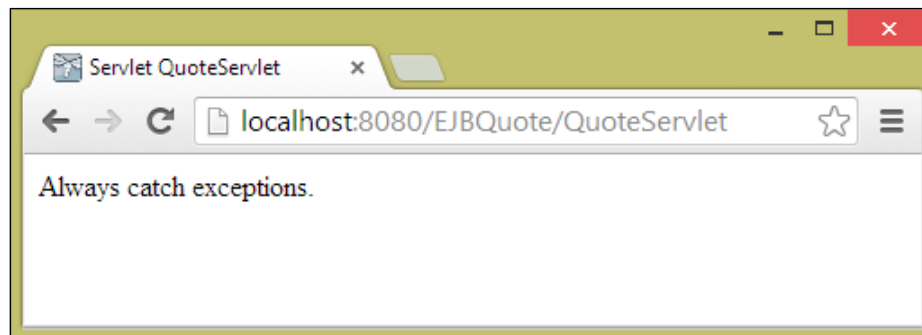 Servlet QuoteServlet
localhost:8080/EJBQuote/QuoteServlet
Always catch exceptions.